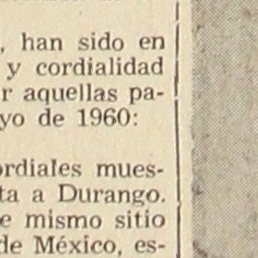 , han sido en
y cordialidad
r aquellas pa-
yo de 1960:
ordiales mues-
ta a Durango.
e mismo sitio
de México, es-